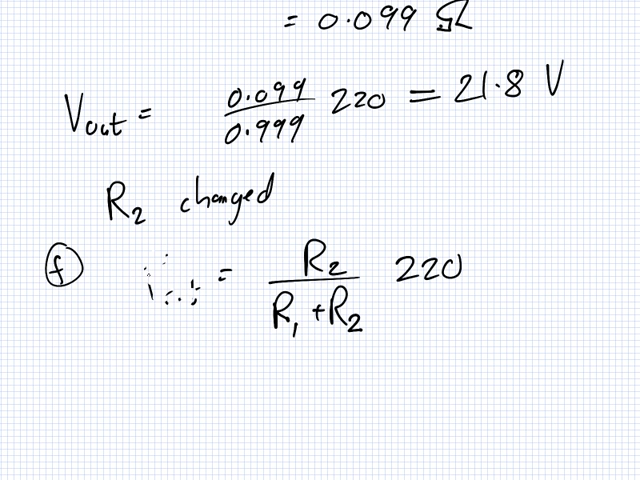 = 0.099 Ω
Vout = 0.099/0.999 220 = 21.8 V
R2 changed
(f) = R2/(R1 + R2) 220